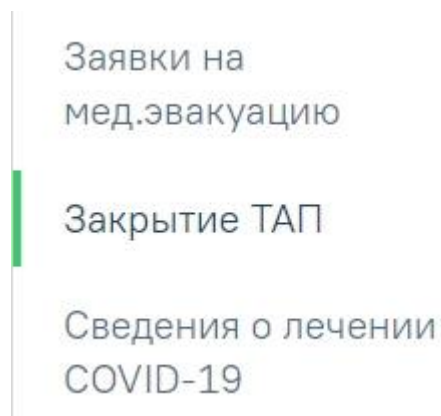 Заявки на
мед.эвакуацию
Закрытие ТАП
Сведения о лечении
COVID-19